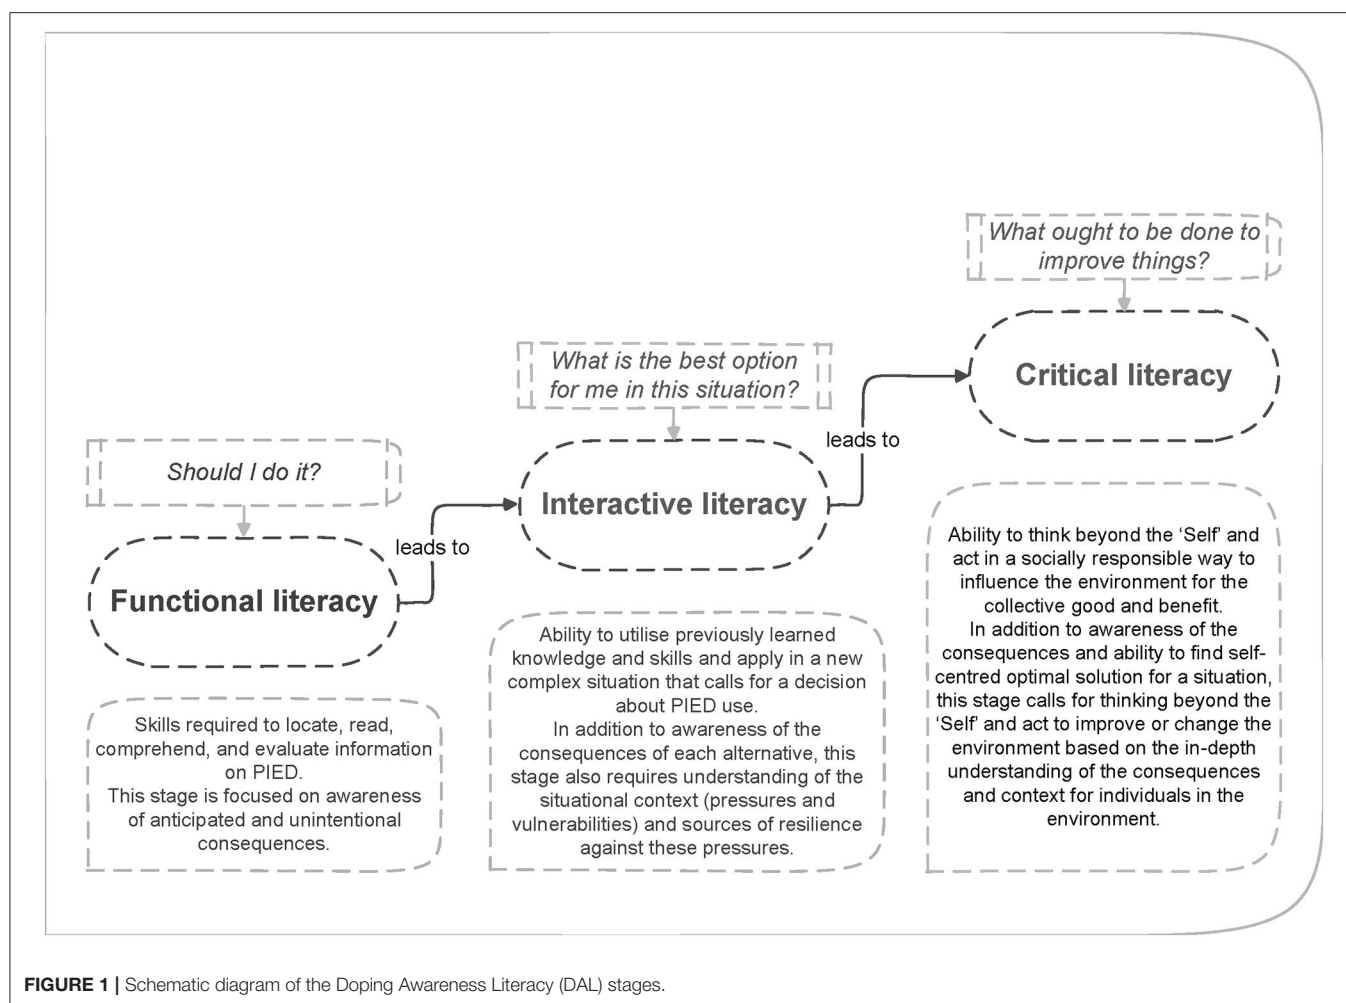 What ought to be done to
improve things?
Critical literacy
What is the best option
for me in this situation?
leads to
Interactive literacy
Should I do it?
leads to
Functional literacy
Skills required to locate, read,
comprehend, and evaluate information
on PIED.
This stage is focused on awareness
of anticipated and unintentional
consequences.
Ability to utilise previously learned
knowledge and skills and apply in a new
complex situation that calls for a decision
about PIED use.
In addition to awareness of the
consequences of each alternative, this
stage also requires understanding of the
situational context (pressures and
vulnerabilities) and sources of resilience
against these pressures.
Ability to think beyond the ‘Self’ and
act in a socially responsible way to
influence the environment for the
collective good and benefit.
In addition to awareness of the
consequences and ability to find self-
centred optimal solution for a situation,
this stage calls for thinking beyond the
‘Self’ and act to improve or change the
environment based on the in-depth
understanding of the consequences
and context for individuals in the
environment.
FIGURE 1 | Schematic diagram of the Doping Awareness Literacy (DAL) stages.